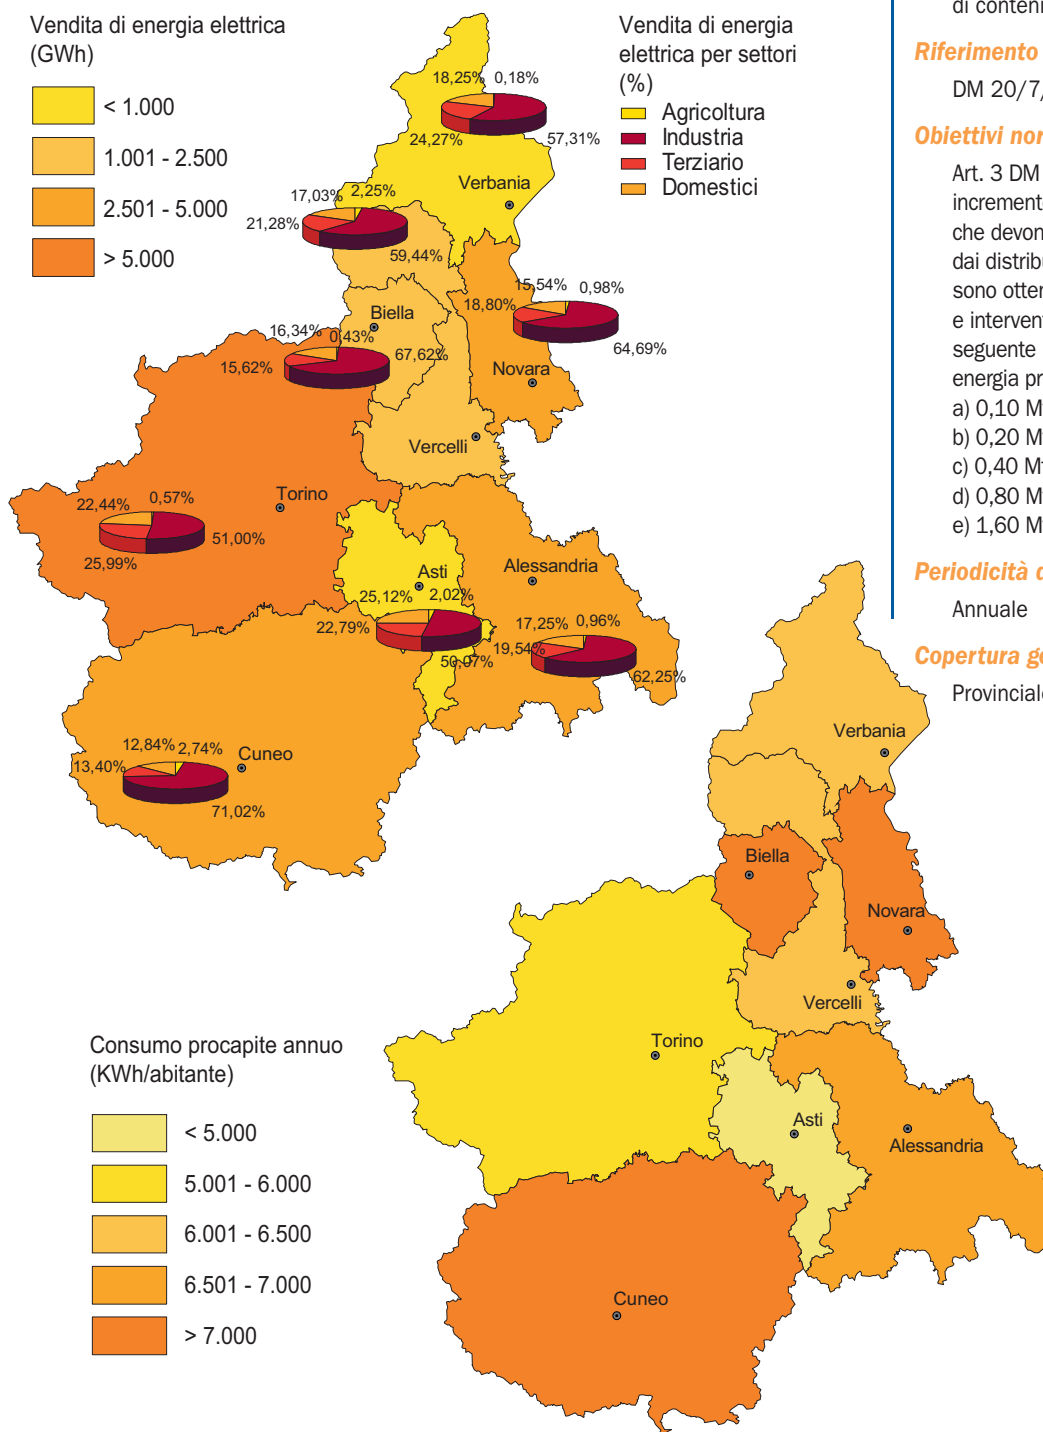 Vendita di energia elettrica
(GWh)
< 1.000
1.001 - 2.500
2.501 - 5.000
> 5.000
Vendita di energia
elettrica per settori
(%)
Agricoltura
Industria
Terziario
Domestici
18,25% 0,18%
24,27%
57,31%
Verbania
17,03% 2,25%
21,28%
59,44%
15,54% 0,98%
18,80%
64,69%
Biella
16,34% 0,43%
15,62%
67,62%
Novara
Vercelli
Torino
22,44% 0,57%
51,00%
25,99%
Asti
25,12% 2,02%
22,79%
50,07%
Alessandria
17,25% 0,96%
19,54%
62,25%
Cuneo
12,84% 2,74%
13,40%
71,02%
di conteni
Riferimento
DM 20/7/
Obiettivi nor
Art. 3 DM
incremento
che devon
dai distribu
sono otten
e intervent
seguente
energia pr
a) 0,10 M
b) 0,20 M
c) 0,40 M
d) 0,80 M
e) 1,60 M
Periodicità d
Annuale
Copertura ge
Provinciale
Consumo procapite annuo
(KWh/abitante)
< 5.000
5.001 - 6.000
6.001 - 6.500
6.501 - 7.000
> 7.000
Verbania
Biella
Novara
Vercelli
Torino
Asti
Alessandria
Cuneo